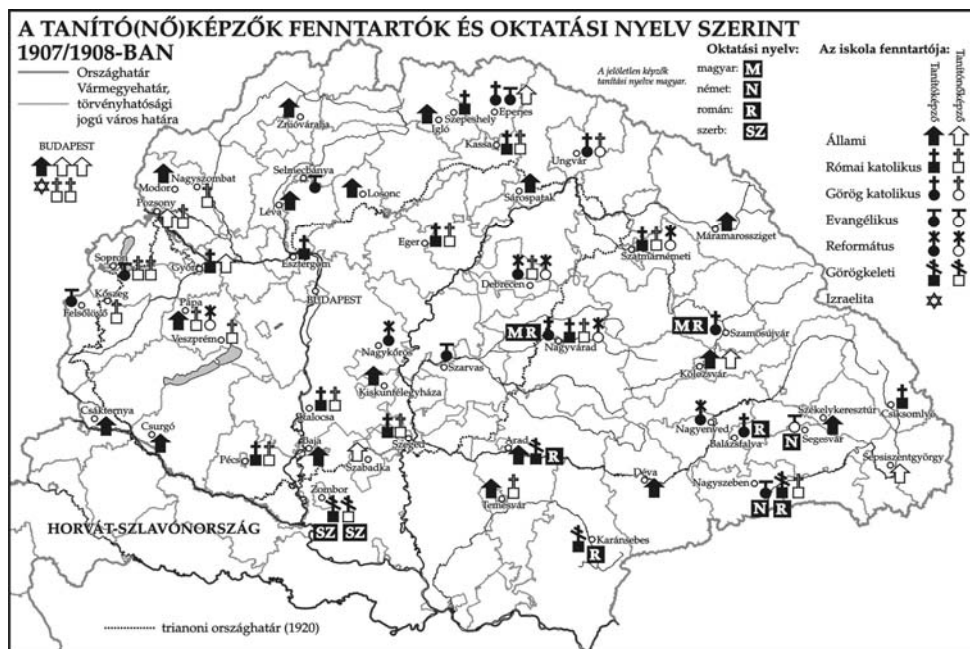 A TANÍTÓ(NŐ)KÉPZŐK FENNTARTÓK ÉS OKTATÁSI NYELV SZERINT
1907/1908-BAN
Országhatár
Vármegyehatár,
törvényhatósági
jogú város határa
A jelöletlen képzők
tanítási nyelve magyar.
Oktatási nyelv:
magyar: M
német: N
román: R
szerb: SZ
Az iskola fenntartója:
Tanítóképző
Tanítónőképző
Állami
Római katolikus
Görög katolikus
Evangélikus
Református
Görögkeleti
Izraelita
BUDAPEST
Znióváralja
Igló
Szepeshely
Eperjes
Kassa
Ungvár
Selmecbánya
Léva
Losonc
Sárospatak
Modor
Nagyszombat
Pozsony
Máramarossziget
Eger
Szatmárnémeti
Esztergom
Győr
Sopron
Debrecen
BUDAPEST
Kőszeg
Felsőlövő
Pápa
Veszprém
M R
Nagyvárad
M R
Szamosújvár
Nagykőrös
Szarvas
Kolozsvár
Kiskunfélegyháza
Csáktornya
Csurgó
Kalocsa
Nagyenyed
Balázsfalva
R
N
Segesvár
Székelykeresztúr
Csíksomlyó
Pécs
Baja
Szabadka
Szeged
Arad
R
Déva
Nagyszeben
N R
Sepsiszentgyörgy
Zombor
SZ SZ
Temesvár
Karánsebes
R
HORVÁT-SZLAVÓNORSZÁG
trianoni országhatár (1920)